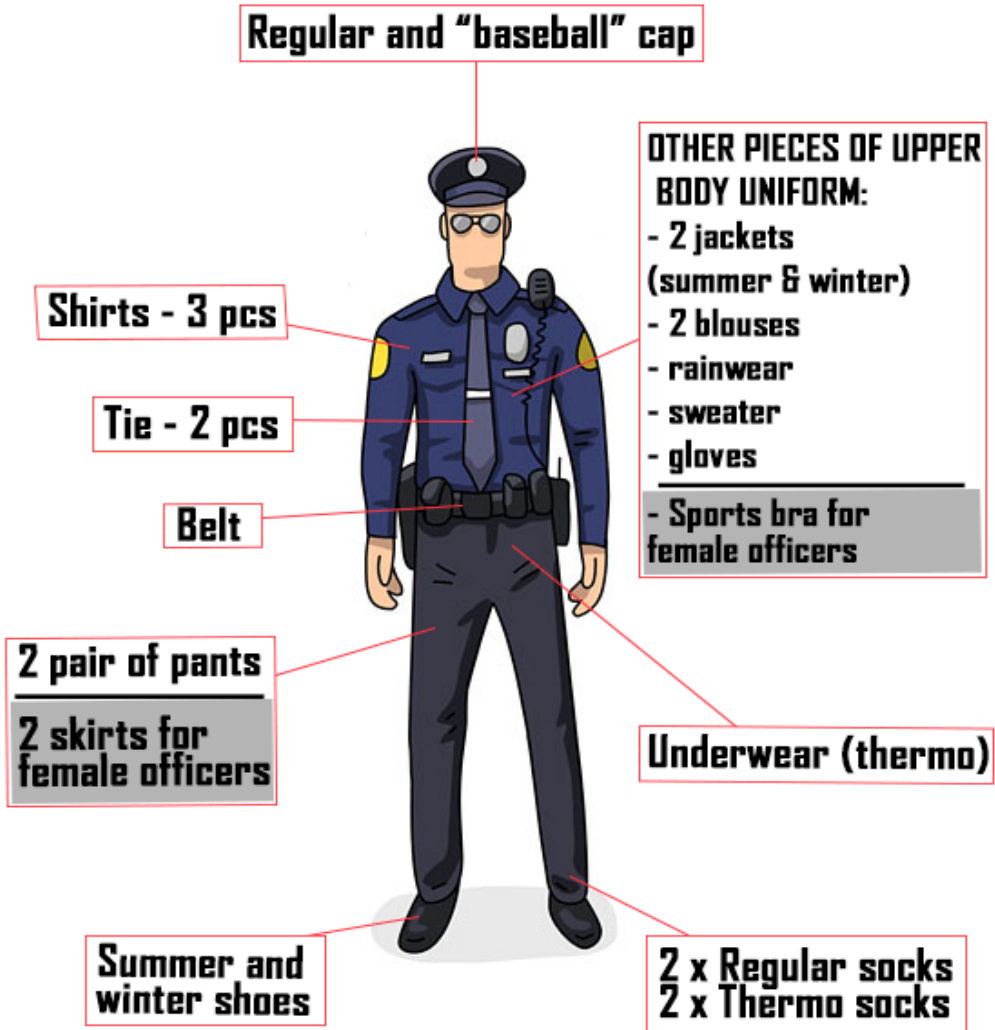 Regular and “baseball” cap
OTHER PIECES OF UPPER
BODY UNIFORM:
- 2 jackets
(summer & winter)
- 2 blouses
- rainwear
- sweater
- gloves
- Sports bra for
female officers
Shirts - 3 pcs
Tie - 2 pcs
Belt
2 pair of pants
2 skirts for
female officers
Underwear (thermo)
Summer and
winter shoes
2 x Regular socks
2 x Thermo socks